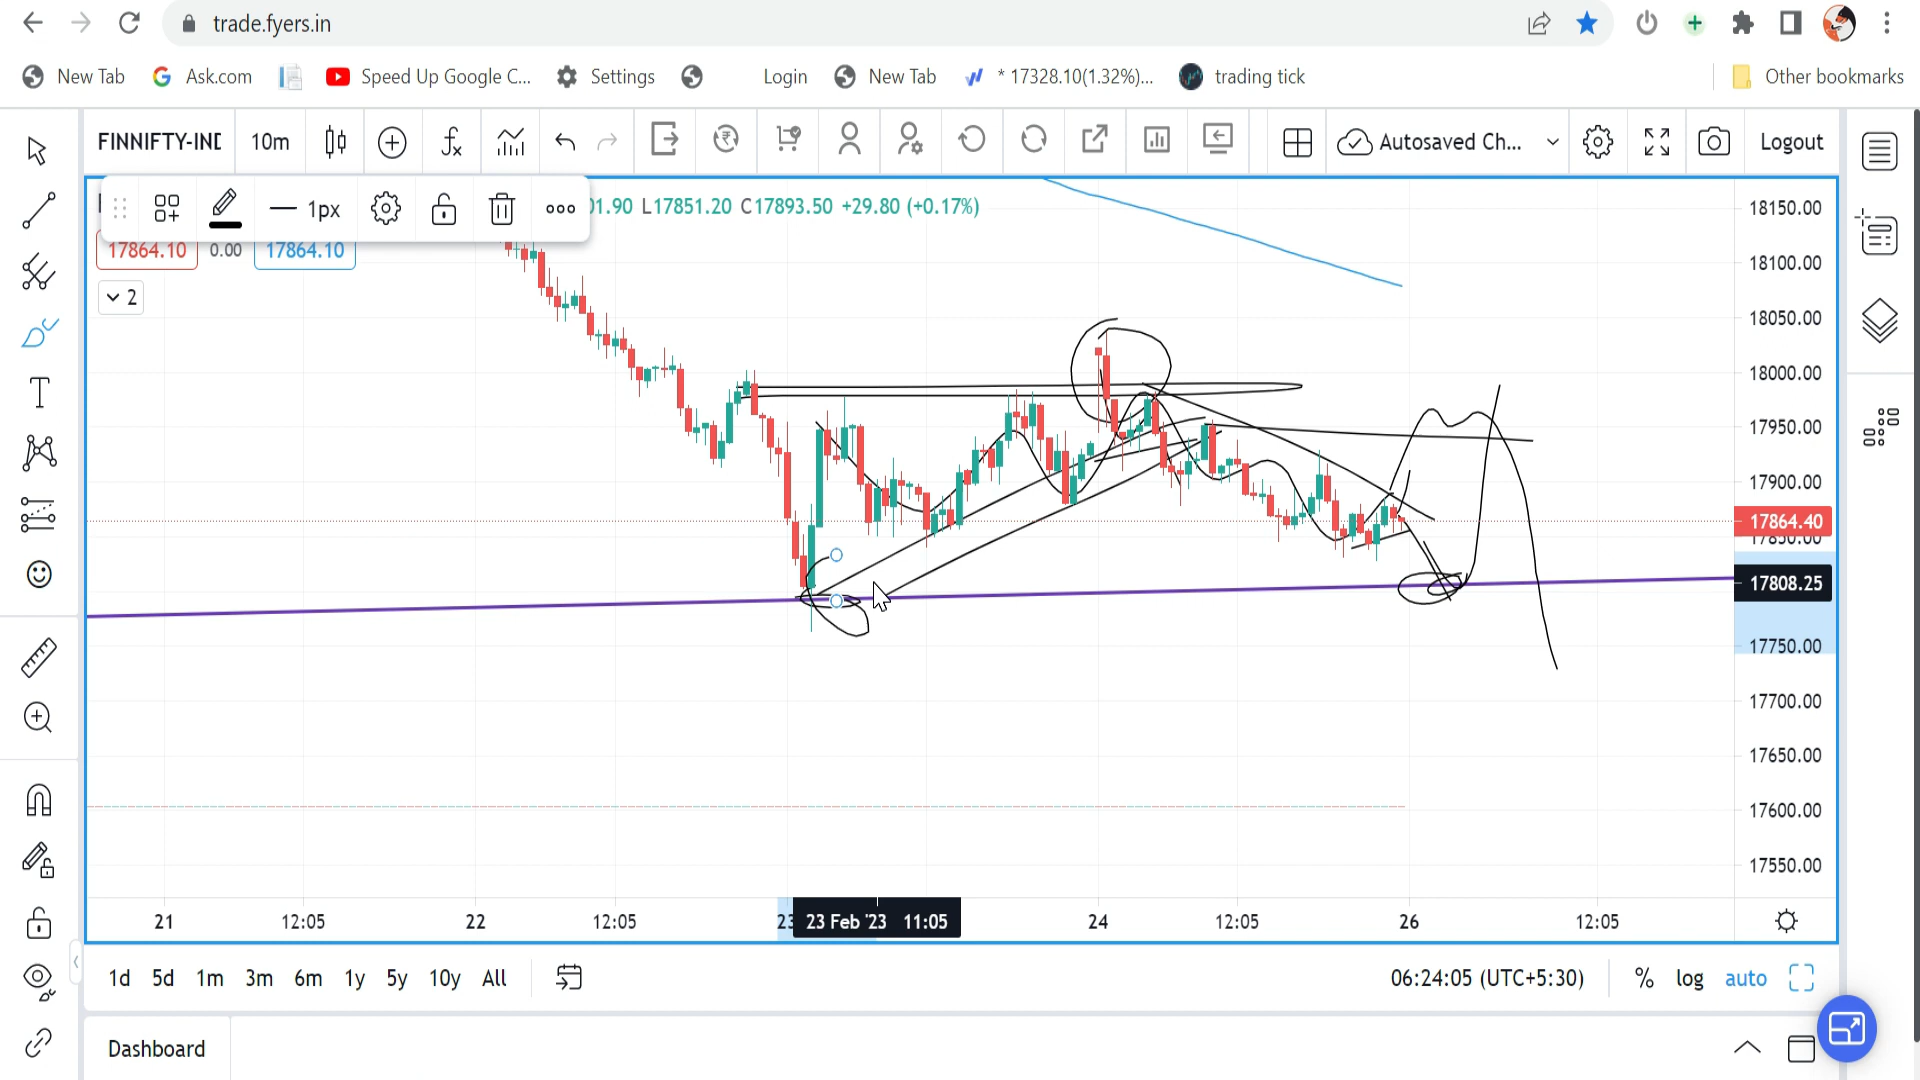 trade.fyers.in
New Tab Ask.com Speed Up Google C... Settings Login New Tab * 17328.10(1.32%)... trading tick Other bookmarks
FINNIFTY-IND 10m Autosaved Ch... Logout
1px 01.90 L17851.20 C17893.50 +29.80 (+0.17%)
17864.10 0.00 17864.10
2
18150.00
18100.00
18050.00
18000.00
17950.00
17900.00
17864.40
17850.00
17808.25
17750.00
17700.00
17650.00
17600.00
17550.00
21 12:05 22 12:05 23 23 Feb '23 11:05 24 12:05 26 12:05
1d 5d 1m 3m 6m 1y 5y 10y All 06:24:05 (UTC+5:30) % log auto
Dashboard